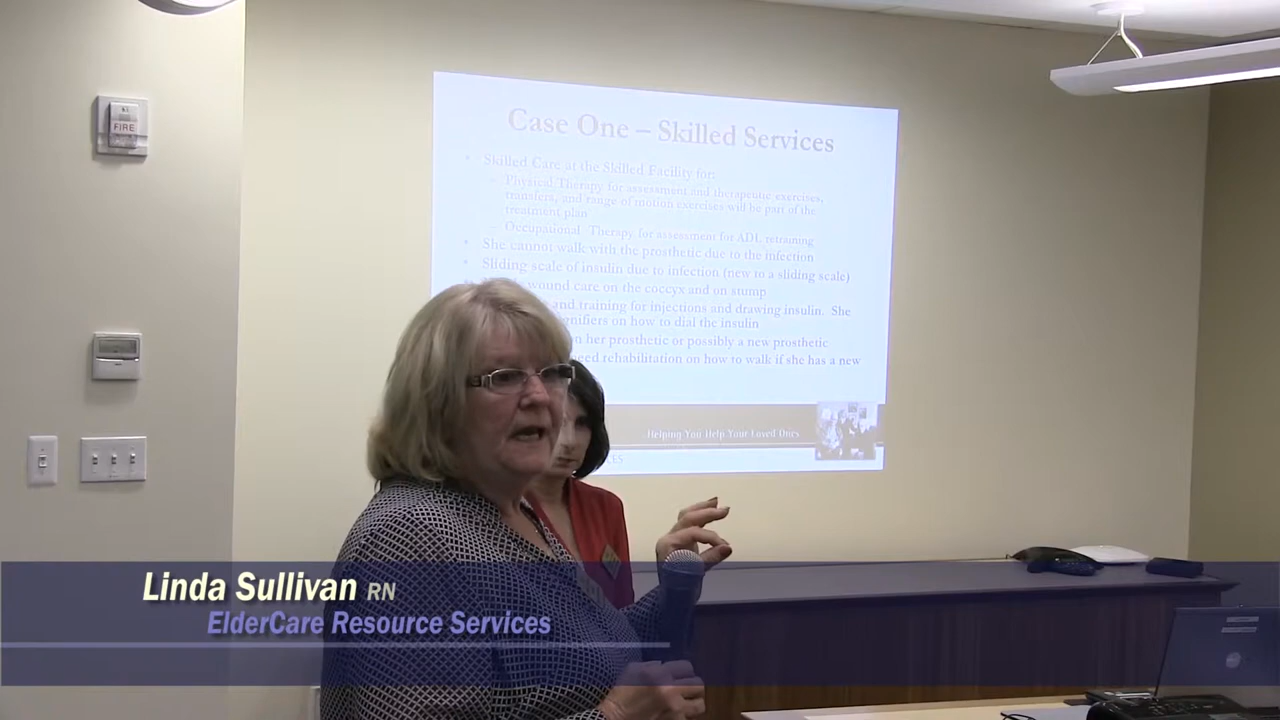 FIRE
Case One – Skilled Services
Skilled Care at the Skilled Facility for:
Physical Therapy for assessment and therapeutic exercises,
transfers, and range of motion exercises will be part of the
treatment plan
Occupational Therapy for assessment for ADL retraining
She cannot walk with the prosthetic due to the infection
Sliding scale of insulin due to infection (new to a sliding scale)
wound care on the coccyx and on stump
and training for injections and drawing insulin. She
on how to dial the insulin
on her prosthetic or possibly a new prosthetic
need rehabilitation on how to walk if she has a new
Helping You Help Your Loved Ones
Linda Sullivan RN
ElderCare Resource Services